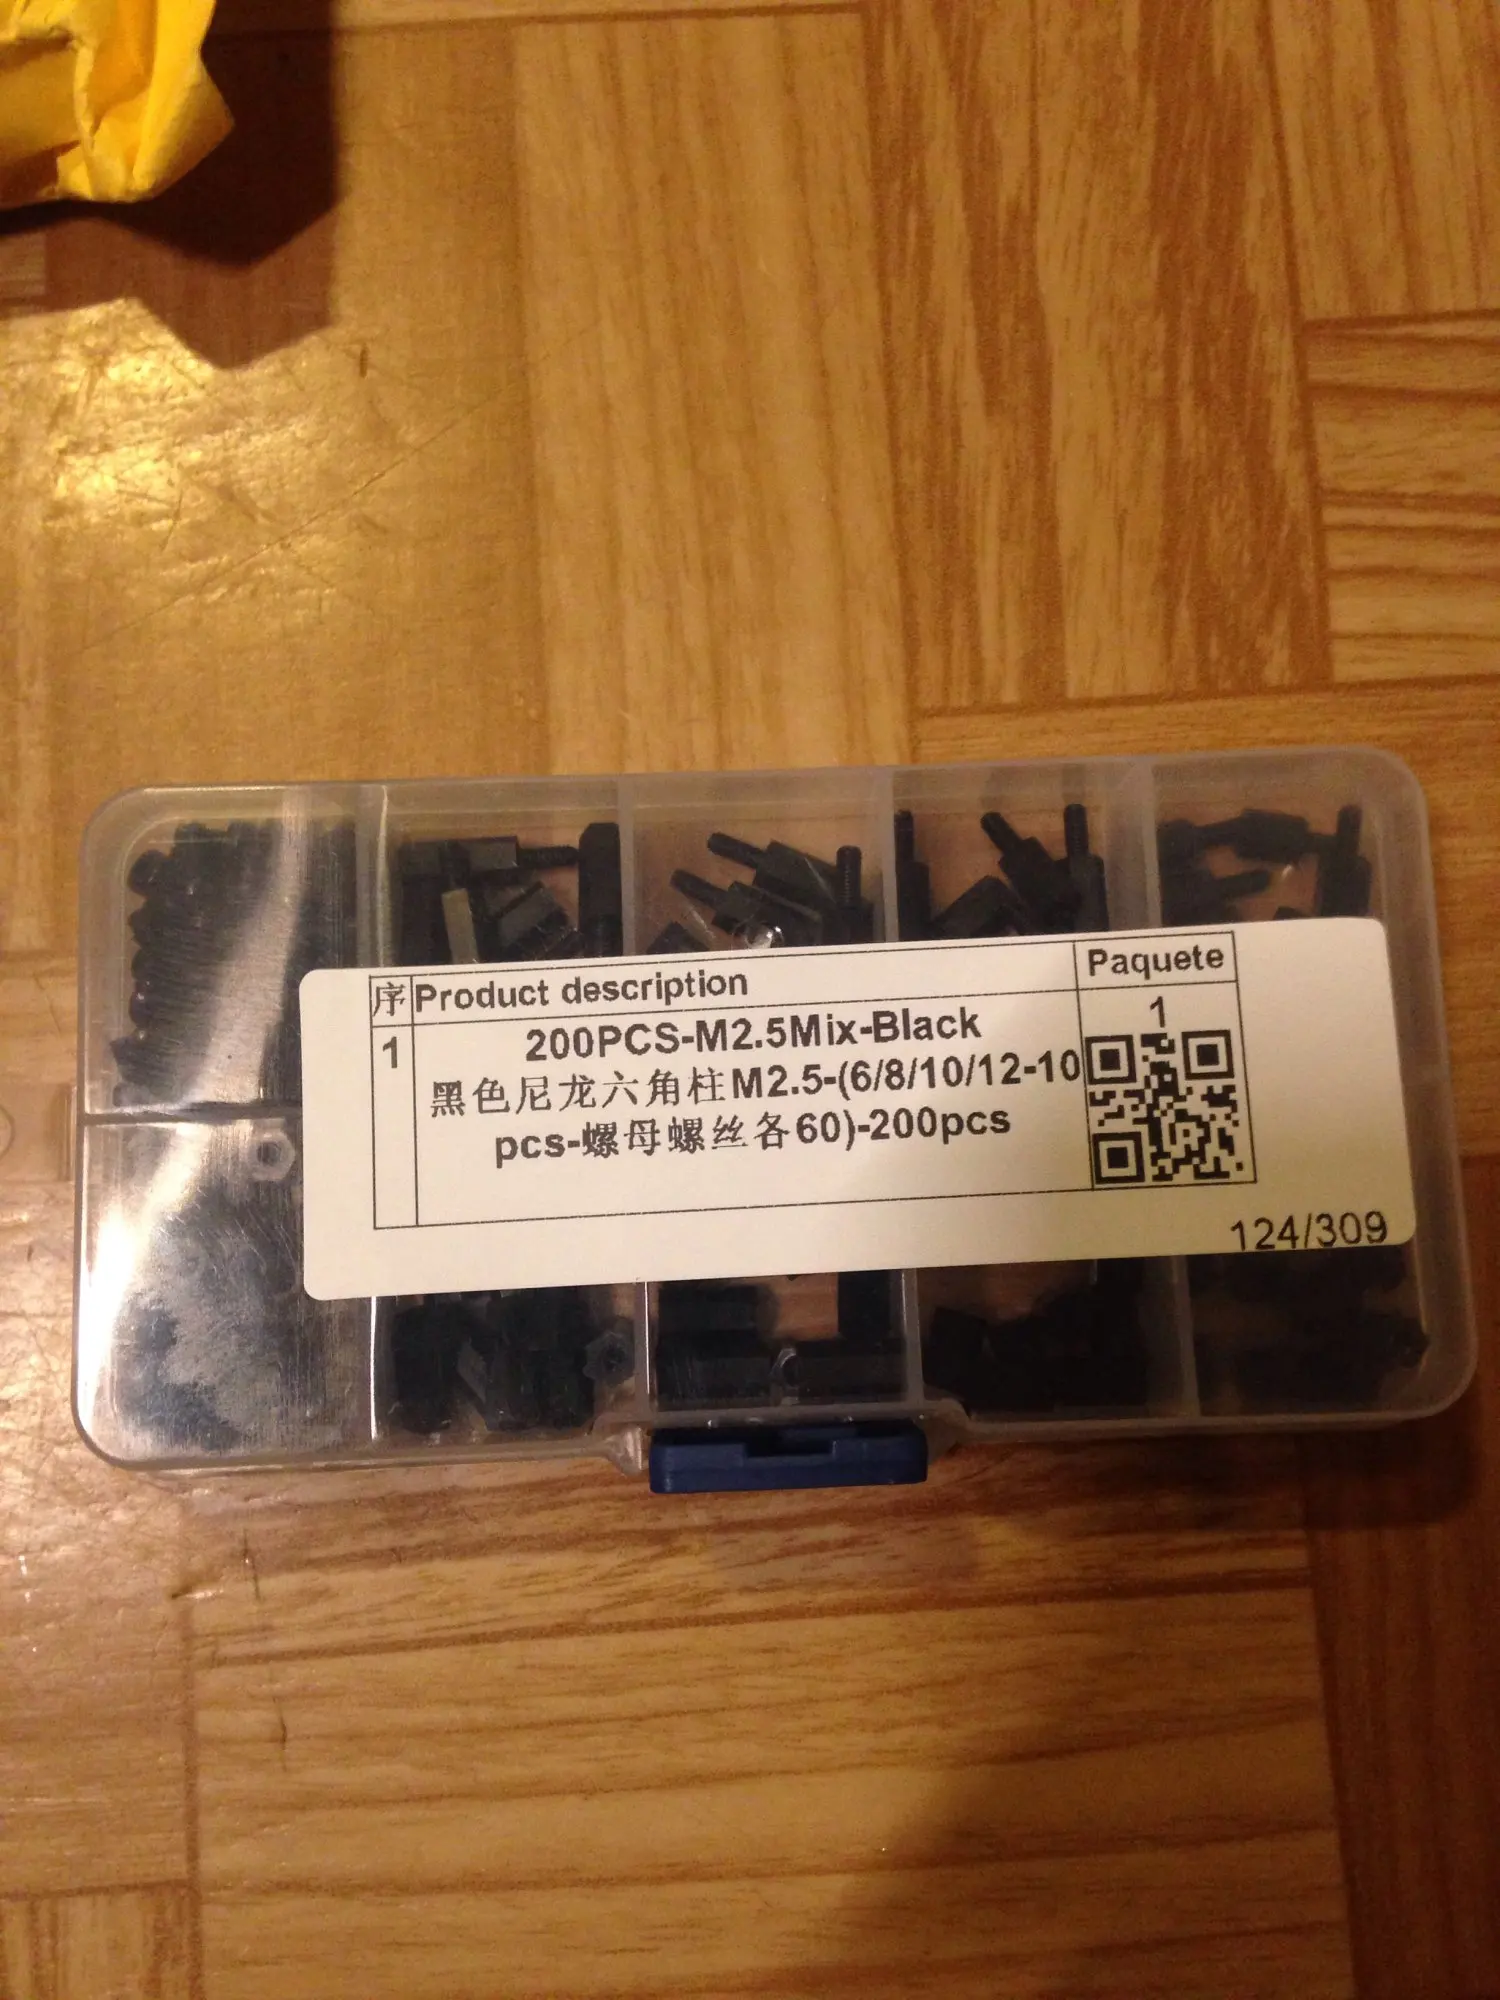 序 Product description Paquete
1 200PCS-M2.5Mix-Black 1
黑色尼龙六角柱M2.5-(6/8/10/12-10
pcs-螺母螺丝各60)-200pcs
124/309